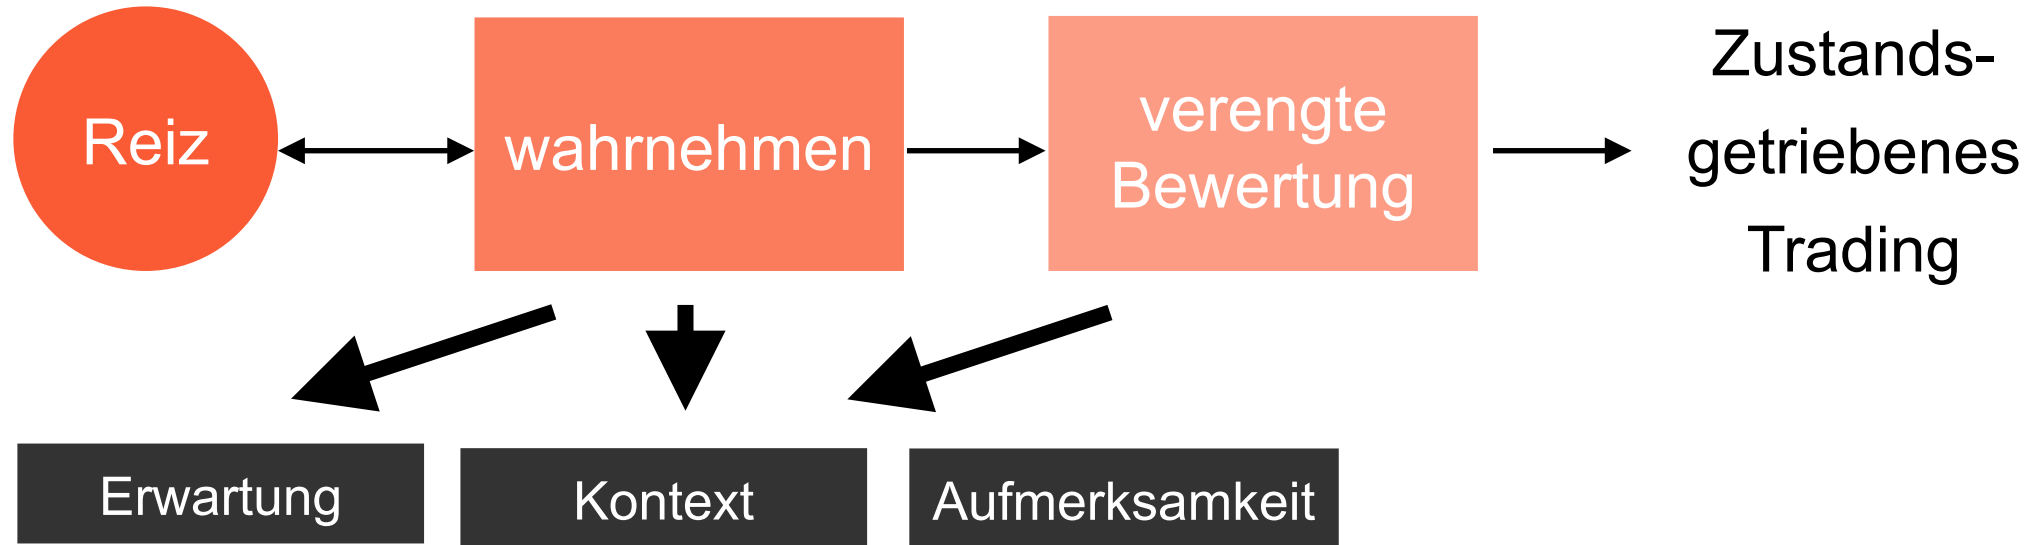 Reiz
wahrnehmen
verengte
Bewertung
Zustands-
getriebenes
Trading
Erwartung
Kontext
Aufmerksamkeit